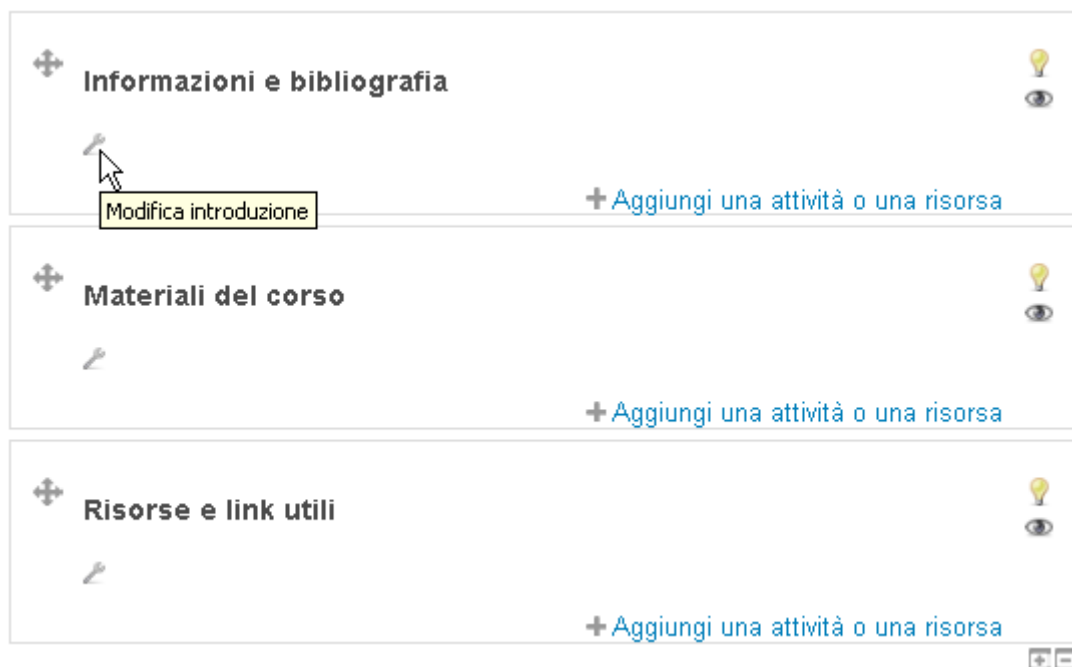 Informazioni e bibliografia
Modifica introduzione
Aggiungi una attività o una risorsa
Materiali del corso
Aggiungi una attività o una risorsa
Risorse e link utili
Aggiungi una attività o una risorsa